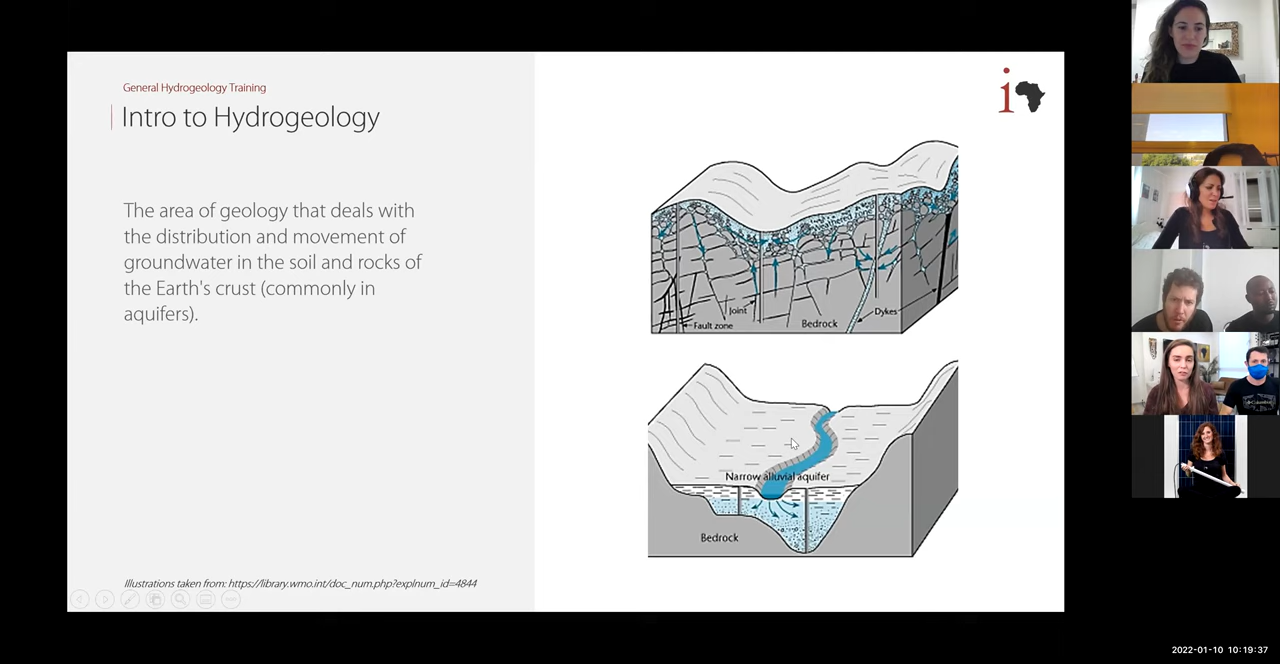 General Hydrogeology Training
Intro to Hydrogeology
The area of geology that deals with
the distribution and movement of
groundwater in the soil and rocks of
the Earth's crust (commonly in
aquifers).
i
Joint
Fault zone
Bedrock
Dykes
Narrow alluvial aquifer
Bedrock
Illustrations taken from: https://library.wmo.int/doc_num.php?explnum_id=4844
2022-01-10 10:19:37